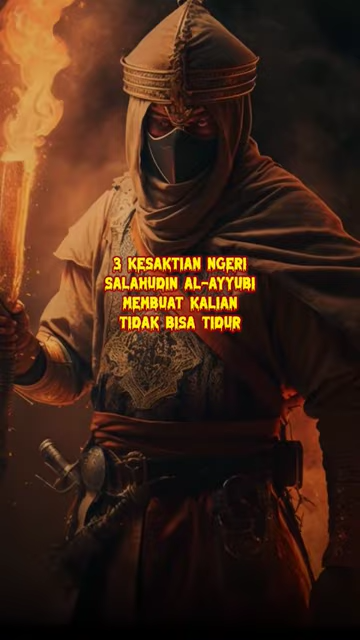 3 KESAKTIAN NGERI
SALAHUDIN AL-AYYUBI
MEMBUAT KALIAN
TIDAK BISA TIDUR